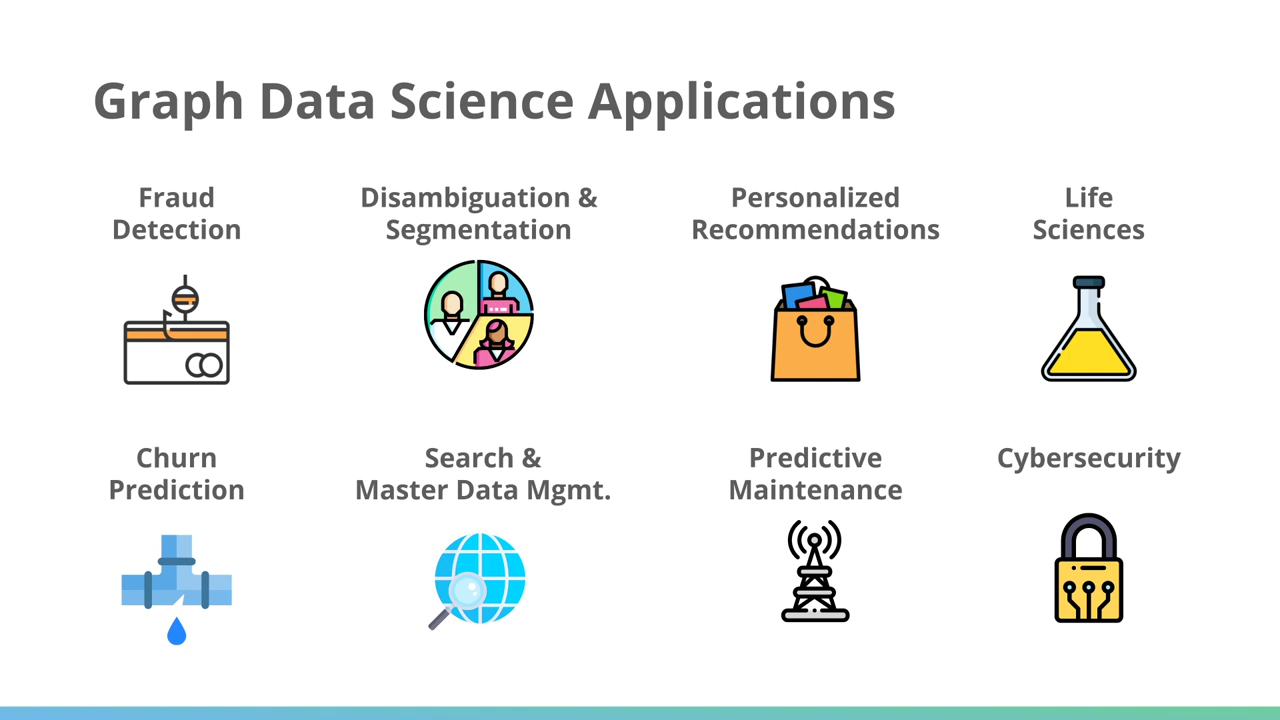 Graph Data Science Applications
Fraud
Detection
Disambiguation &
Segmentation
Personalized
Recommendations
Life
Sciences
Churn
Prediction
Search &
Master Data Mgmt.
Predictive
Maintenance
Cybersecurity